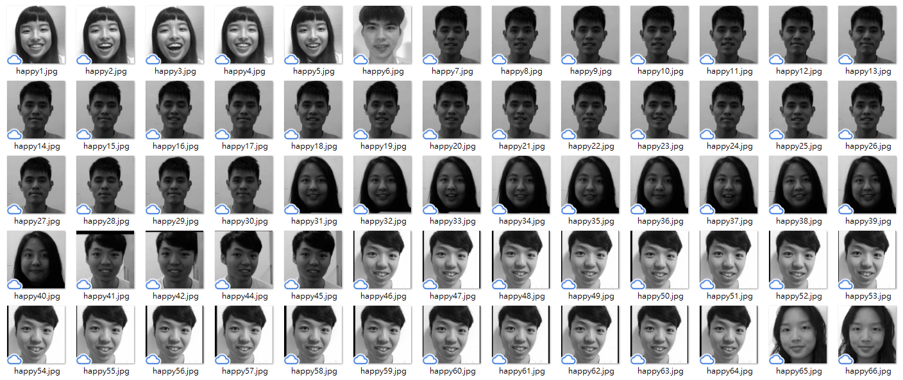 happy1.jpg happy2.jpg happy3.jpg happy4.jpg happy5.jpg happy6.jpg happy7.jpg happy8.jpg happy9.jpg happy10.jpg happy11.jpg happy12.jpg happy13.jpg
happy14.jpg happy15.jpg happy16.jpg happy17.jpg happy18.jpg happy19.jpg happy20.jpg happy21.jpg happy22.jpg happy23.jpg happy24.jpg happy25.jpg happy26.jpg
happy27.jpg happy28.jpg happy29.jpg happy30.jpg happy31.jpg happy32.jpg happy33.jpg happy34.jpg happy35.jpg happy36.jpg happy37.jpg happy38.jpg happy39.jpg
happy40.jpg happy41.jpg happy42.jpg happy44.jpg happy45.jpg happy46.jpg happy47.jpg happy48.jpg happy49.jpg happy50.jpg happy51.jpg happy52.jpg happy53.jpg
happy54.jpg happy55.jpg happy56.jpg happy57.jpg happy58.jpg happy59.jpg happy60.jpg happy61.jpg happy62.jpg happy63.jpg happy64.jpg happy65.jpg happy66.jpg